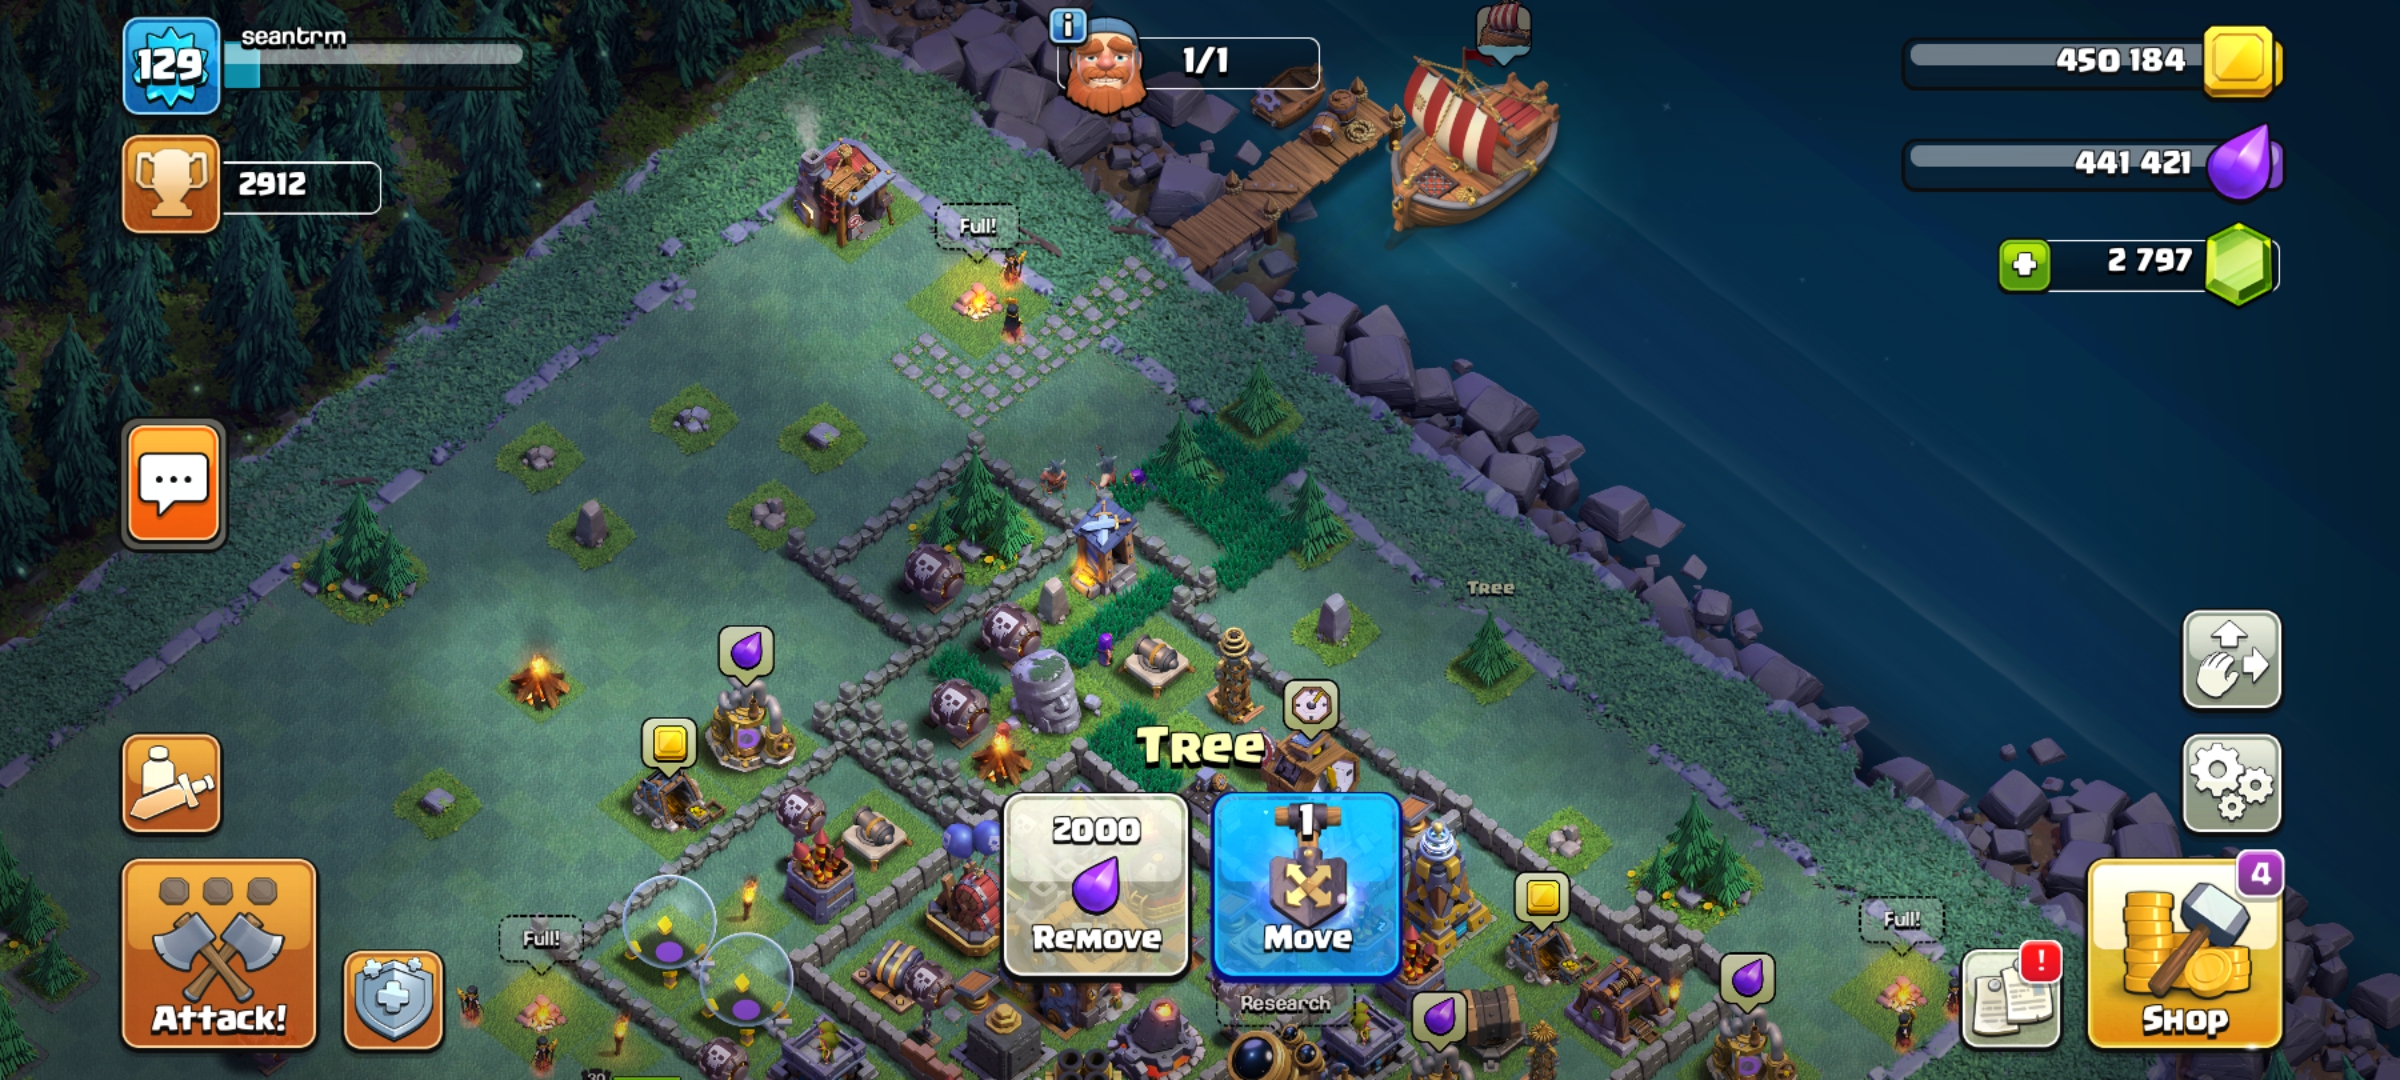 129
seantrm
i
1/1
450 184
2912
441 421
Full!
2 797
Tree
Tree
2000
Remove
1
Move
4
Full!
Full!
!
Attack!
Research
Shop
30